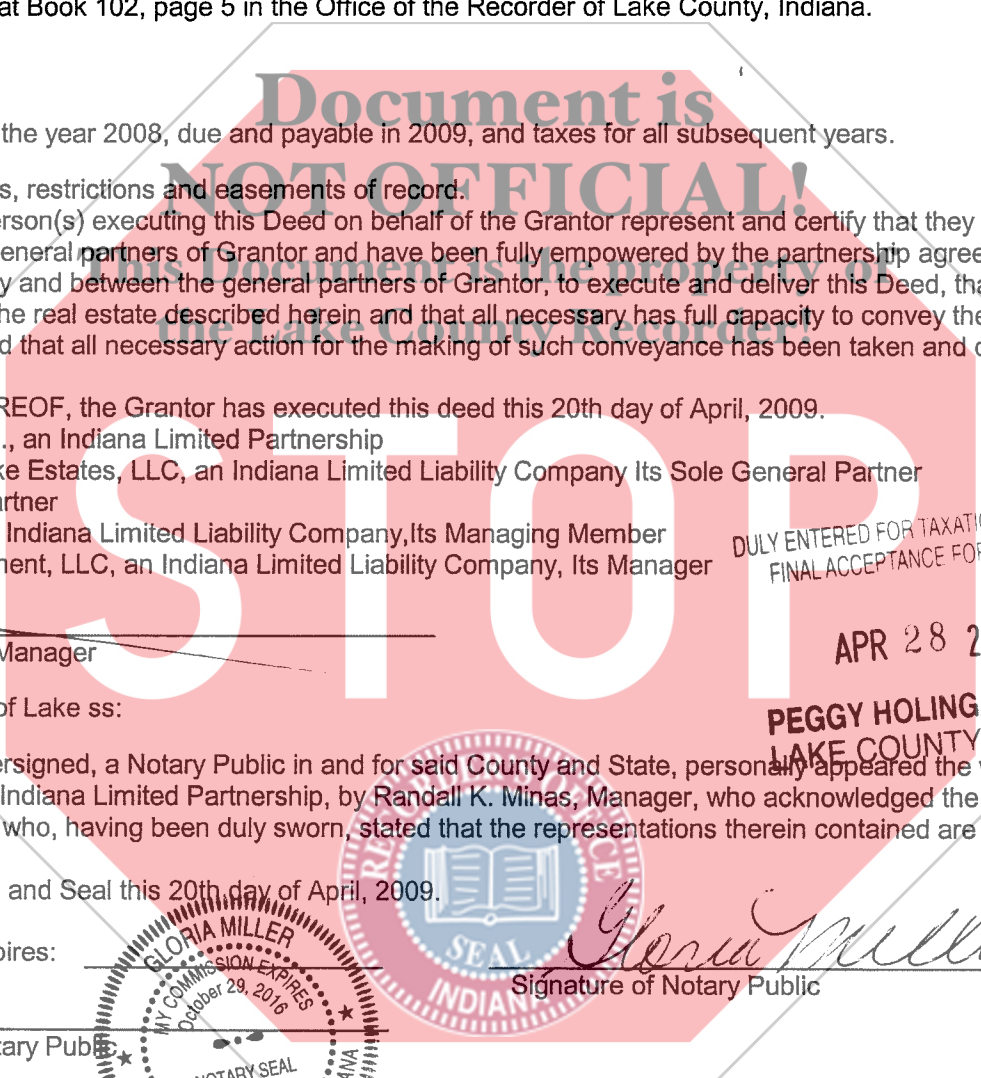 at Book 102, page 5 in the Office of the Recorder of Lake County, Indiana.
Document is
the year 2008, due and payable in 2009, and taxes for all subsequent years.
NOT OFFICIAL!
s, restrictions and easements of record.
erson(s) executing this Deed on behalf of the Grantor represent and certify that they
eneral partners of Grantor and have been fully empowered by the partnership agree
This Document is the property of
y and between the general partners of Grantor, to execute and deliver this Deed, tha
he real estate described herein and that all necessary has full capacity to convey the
the Lake County Recorder!
d that all necessary action for the making of such conveyance has been taken and d
REOF, the Grantor has executed this deed this 20th day of April, 2009.
., an Indiana Limited Partnership
ke Estates, LLC, an Indiana Limited Liability Company Its Sole General Partner
artner
STOP
Indiana Limited Liability Company,Its Managing Member
DULY ENTERED FOR TAXATIO
nent, LLC, an Indiana Limited Liability Company, Its Manager
FINAL ACCEPTANCE FOR
Manager
APR 28 2
of Lake ss:
PEGGY HOLING
LAKE COUNTY
ersigned, a Notary Public in and for said County and State, personally appeared the
Indiana Limited Partnership, by Randall K. Minas, Manager, who acknowledged the
who, having been duly sworn, stated that the representations therein contained are
RECORDER'S OFFICE
SEAL
INDIANA
and Seal this 20th day of April, 2009.
pires:
GLORIA MILLER
MY COMMISSION EXPIRES
October 29, 2016
NOTARY SEAL
ANA
Gloria Mill
Signature of Notary Public
tary Public